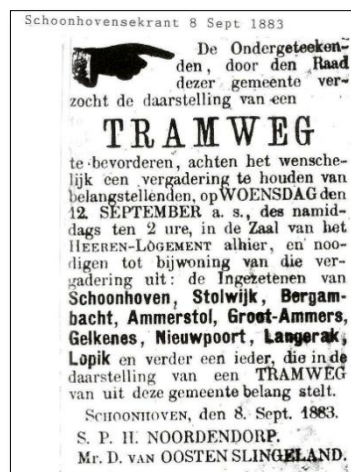 Schoonhovensekrant 8 Sept 1883
De Ondergeteeken-
den, door den Raad
dezer gemeente ver-
zocht de daarstelling van een
TRAMWEG
te bevorderen, achten het wensche-
lijk een vergadering te houden van
belangstellenden, op WOENSDAG den
12. SEPTEMBER a. s., des namid-
dags ten 2 ure, in de Zaal van het
HEEREN-LOGEMENT alhier, en noo-
digen tot bijwoning van die ver-
gadering uit: de Ingezetenen van
Schoonhoven, Stolwijk, Bergam-
bacht, Ammerstol, Groot-Ammers,
Gelkenes, Nieuwpoort, Langerak,
Lopik en verder een ieder, die in de
daarstelling van een TRAMWEG
van uit deze gemeente belang stelt.
SCHOONHOVEN, den 8. Sept. 1883.
S. P. H. NOORDENDORP.
Mr. D. VAN OOSTEN SLINGELAND.